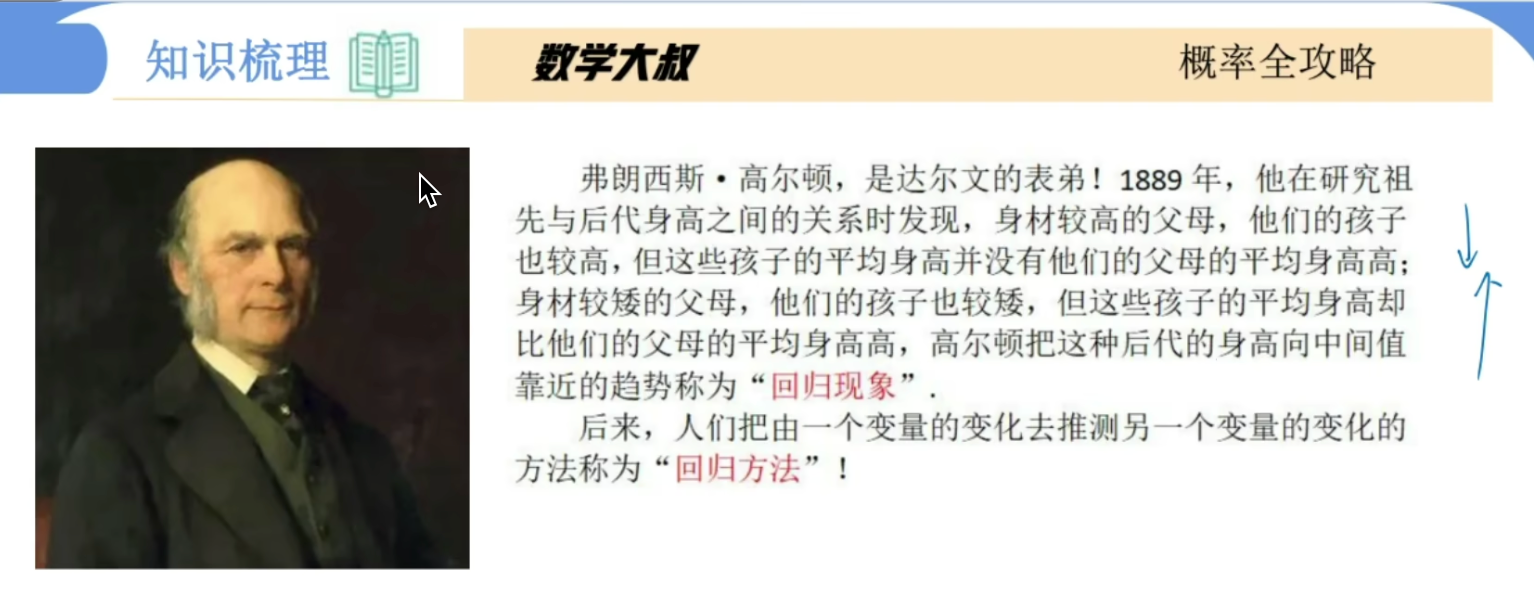 知识梳理
数学大叔
概率全攻略
弗朗西斯·高尔顿，是达尔文的表弟！1889 年，他在研究祖
先与后代身高之间的关系时发现，身材较高的父母，他们的孩子
也较高，但这些孩子的平均身高并没有他们的父母的平均身高高；
身材较矮的父母，他们的孩子也较矮，但这些孩子的平均身高却
比他们的父母的平均身高高，高尔顿把这种后代的身高向中间值
靠近的趋势称为“回归现象”.
后来，人们把由一个变量的变化去推测另一个变量的变化的
方法称为“回归方法”！